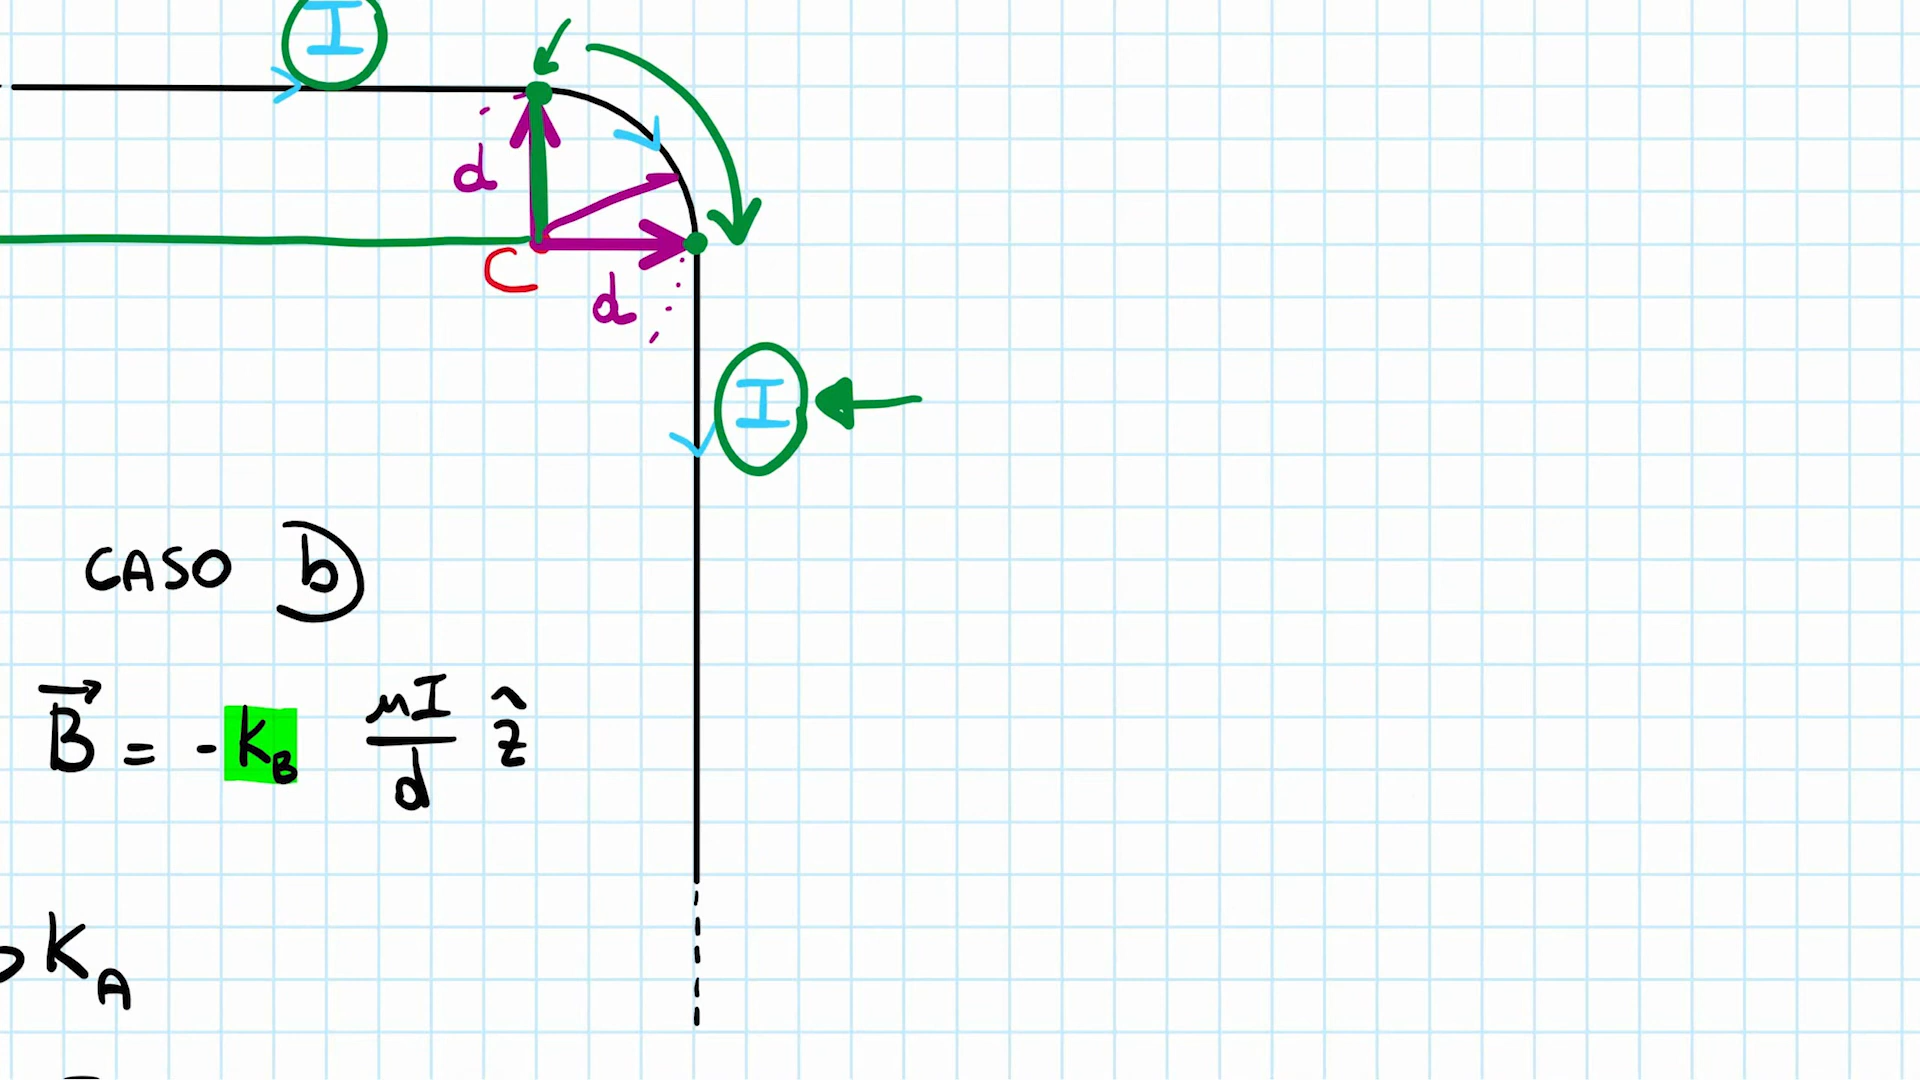 I
d
C
d
I
CASO b)
B⃗ = -K_B μI/d ẑ
K_A